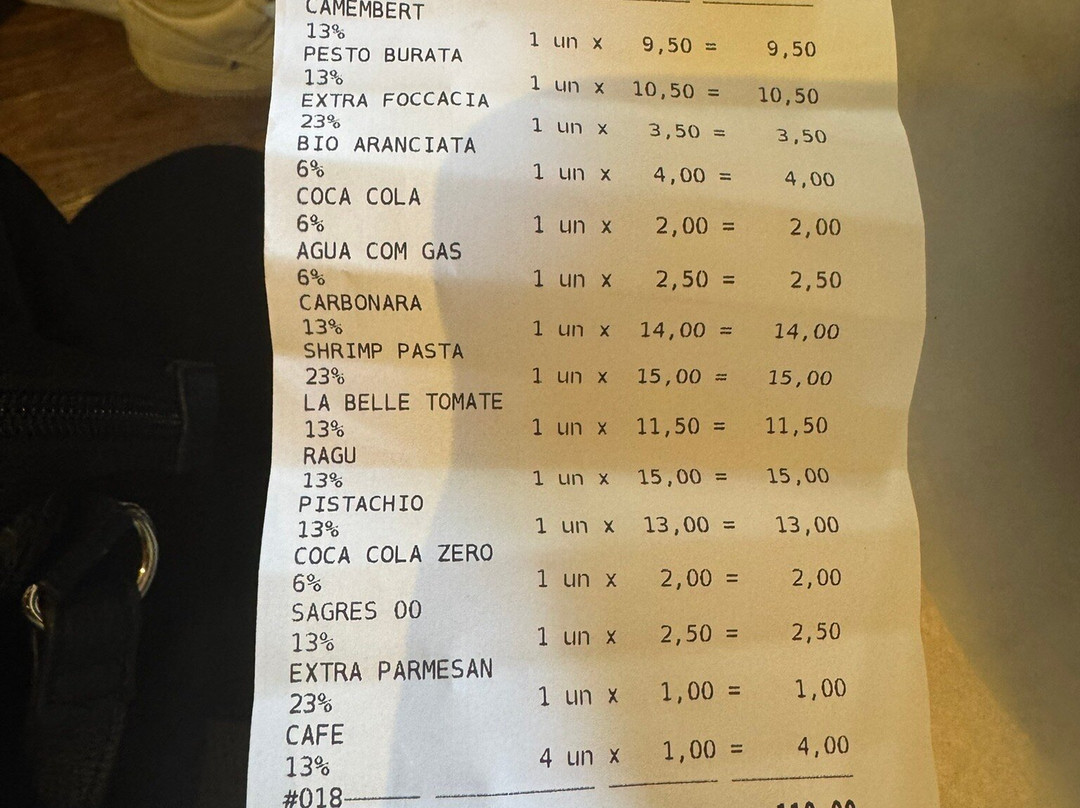 CAMEMBERT
13% 1 un x 9,50 = 9,50
PESTO BURATA
13% 1 un x 10,50 = 10,50
EXTRA FOCCACIA
23% 1 un x 3,50 = 3,50
BIO ARANCIATA
6% 1 un x 4,00 = 4,00
COCA COLA
6% 1 un x 2,00 = 2,00
AGUA COM GAS
6% 1 un x 2,50 = 2,50
CARBONARA
13% 1 un x 14,00 = 14,00
SHRIMP PASTA
23% 1 un x 15,00 = 15,00
LA BELLE TOMATE
13% 1 un x 11,50 = 11,50
RAGU
13% 1 un x 15,00 = 15,00
PISTACHIO
13% 1 un x 13,00 = 13,00
COCA COLA ZERO
6% 1 un x 2,00 = 2,00
SAGRES 00
13% 1 un x 2,50 = 2,50
EXTRA PARMESAN
23% 1 un x 1,00 = 1,00
CAFE
13% 4 un x 1,00 = 4,00
#018